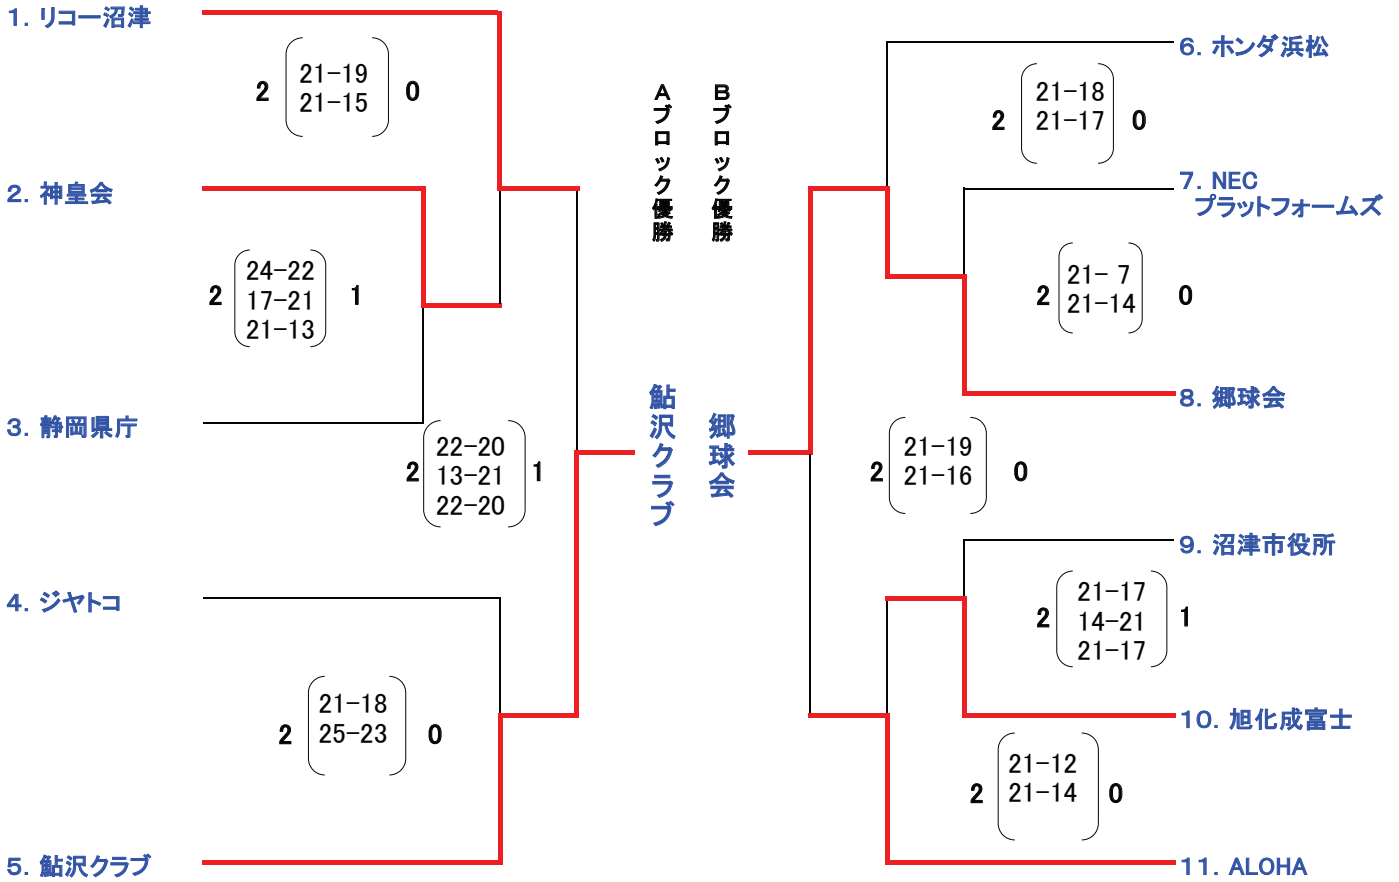 1. リコー沼津
2 21-19 0
21-15
2. 神皇会
24-22
2 17-21 1
21-13
3. 静岡県庁
22-20
2 13-21 1
22-20
4. ジヤトコ
21-18
2 25-23 0
5. 鮎沢クラブ
Aブロック優勝
鮎沢クラブ
Bブロック優勝
郷球会
6. ホンダ浜松
21-18
2 21-17 0
7. NEC
プラットフォームズ
21- 7
2 21-14 0
8. 郷球会
21-19
2 21-16 0
9. 沼津市役所
21-17
2 14-21 1
21-17
10. 旭化成富士
21-12
2 21-14 0
11. ALOHA